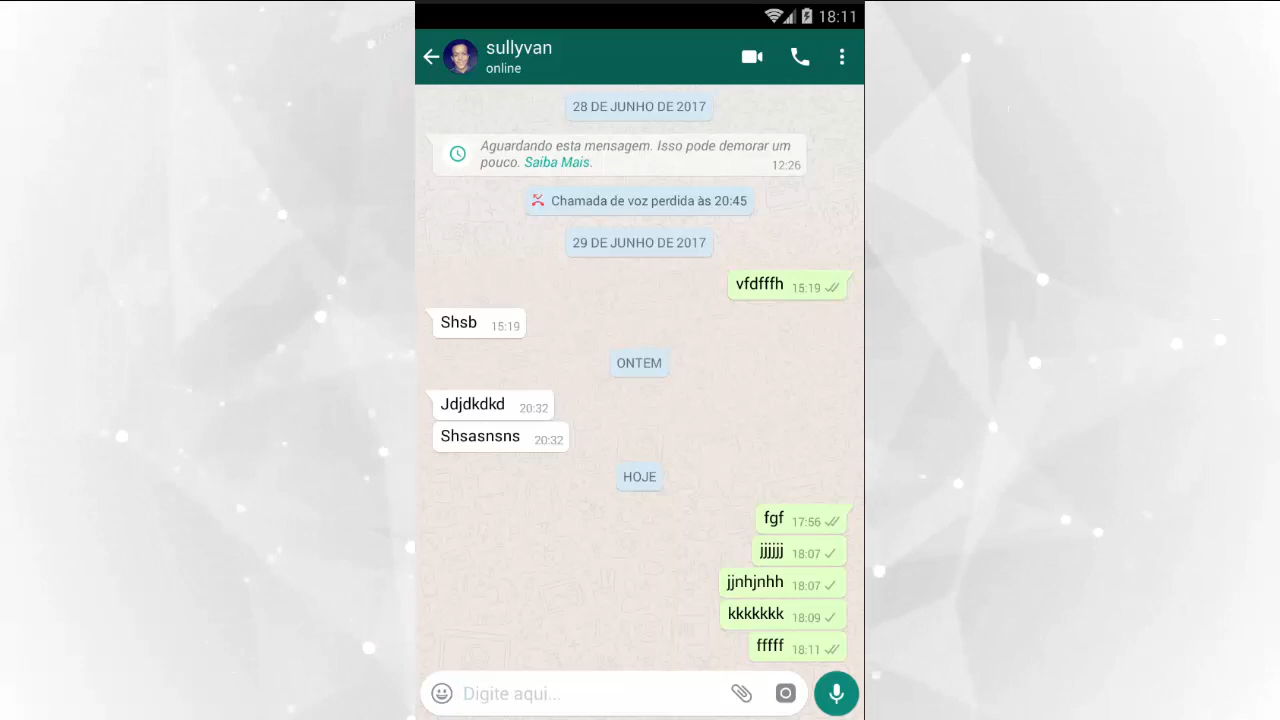 18:11
sullyvan
online
28 DE JUNHO DE 2017
Aguardando esta mensagem. Isso pode demorar um
pouco. Saiba Mais.
12:26
Chamada de voz perdida às 20:45
29 DE JUNHO DE 2017
vfdfffh 15:19
Shsb 15:19
ONTEM
Jdjdkdkd 20:32
Shsasnsns 20:32
HOJE
fgf 17:56
jjjjjj 18:07
jjnhjnhh 18:07
kkkkkkk 18:09
fffff 18:11
Digite aqui...